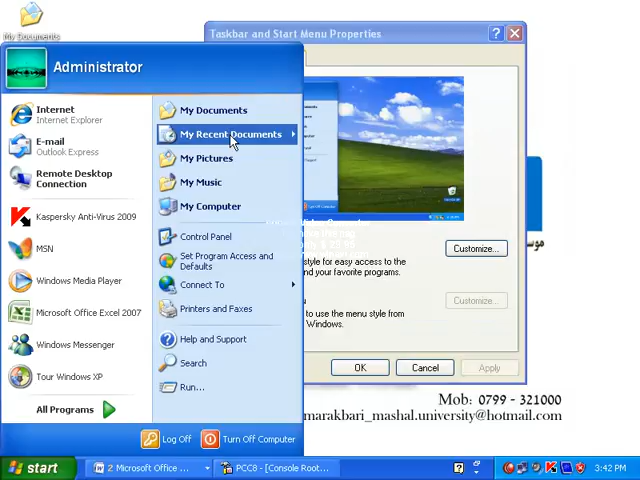 My Documents
Taskbar and Start Menu Properties
Administrator
Internet
Internet Explorer
E-mail
Outlook Express
Remote Desktop
Connection
Kaspersky Anti-Virus 2009
MSN
Windows Media Player
Microsoft Office Excel 2007
Windows Messenger
Tour Windows XP
All Programs
My Documents
My Recent Documents
My Pictures
My Music
My Computer
Control Panel
Set Program Access and
Defaults
Connect To
Printers and Faxes
Help and Support
Search
Run...
Log Off
Turn Off Computer
Customize...
style for easy access to the
nd your favorite programs.
Customize...
to use the menu style from
Windows.
OK
Cancel
Apply
Mob: 0799 - 321000
marakbari_mashal.university@hotmail.com
start
2 Microsoft Office ...
PCC8 - [Console Root...
3:42 PM